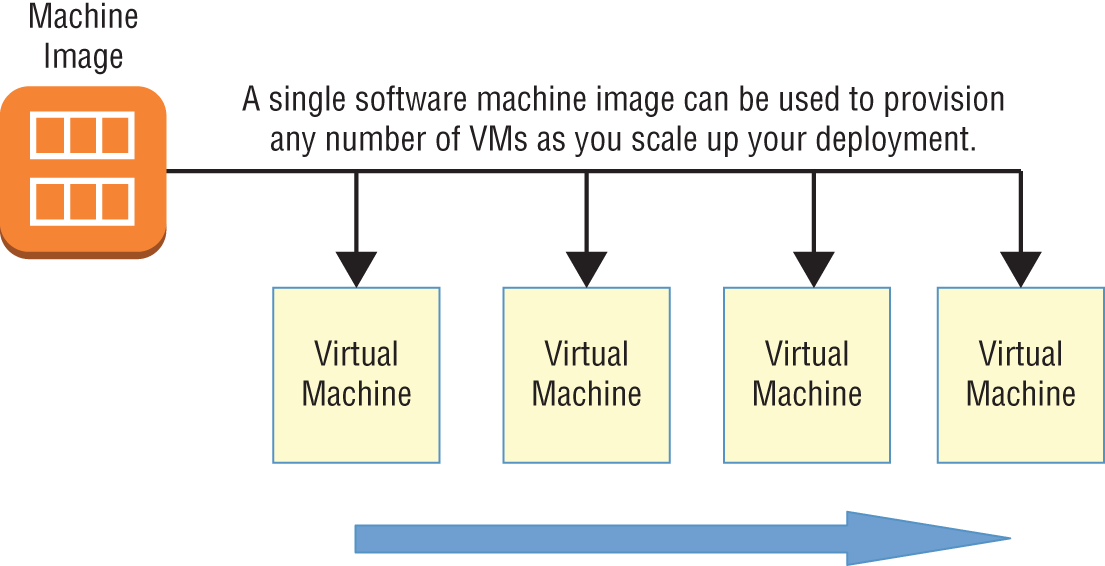 Machine
Image
A single software machine image can be used to provision
any number of VMs as you scale up your deployment.
Virtual
Machine
Virtual
Machine
Virtual
Machine
Virtual
Machine